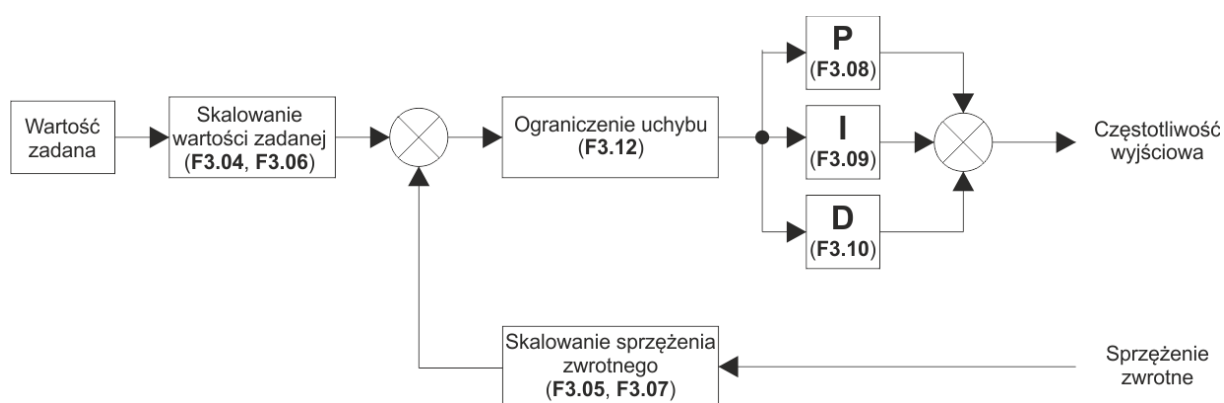 Wartość
zadana
Skalowanie
wartości zadanej
(F3.04, F3.06)
Ograniczenie uchybu
(F3.12)
P
(F3.08)
I
(F3.09)
D
(F3.10)
Częstotliwość
wyjściowa
Skalowanie sprzężenia
zwrotnego
(F3.05, F3.07)
Sprzężenie
zwrotne